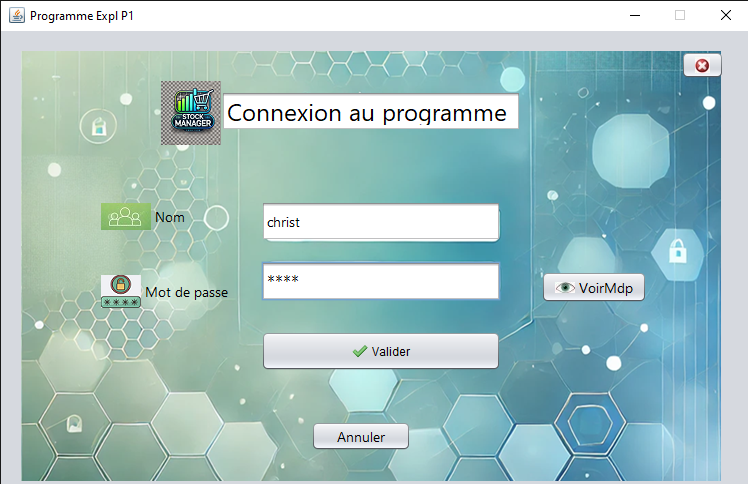 Programme Expl P1
STOCK
MANAGER
Connexion au programme
Nom
christ
Mot de passe
****
****
VoirMdp
Valider
Annuler